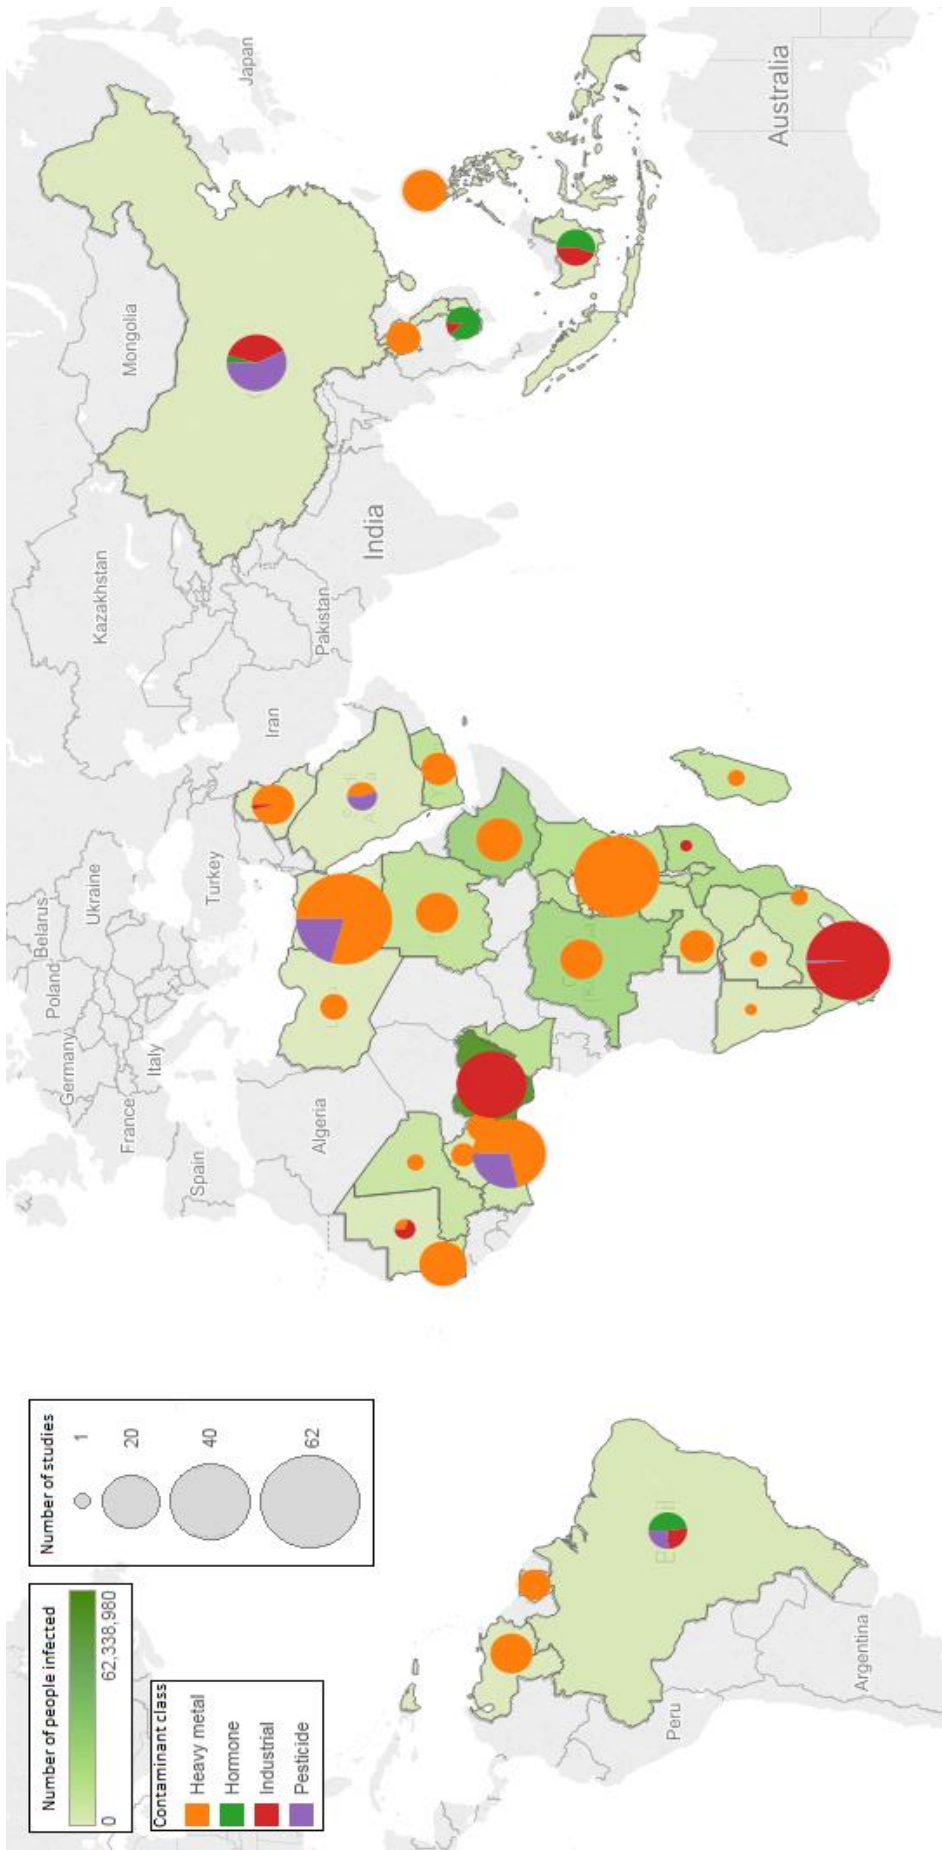 Number of people infected
0
62,338,980
Contaminant class
Heavy metal
Hormone
Industrial
Pesticide
Number of studies
1
20
40
62
Peru
Argentina
Spain
France
Germany
Poland
Belarus
Italy
Ukraine
Algeria
Turkey
Iran
Kazakhstan
Pakistan
India
Mongolia
Japan
Australia